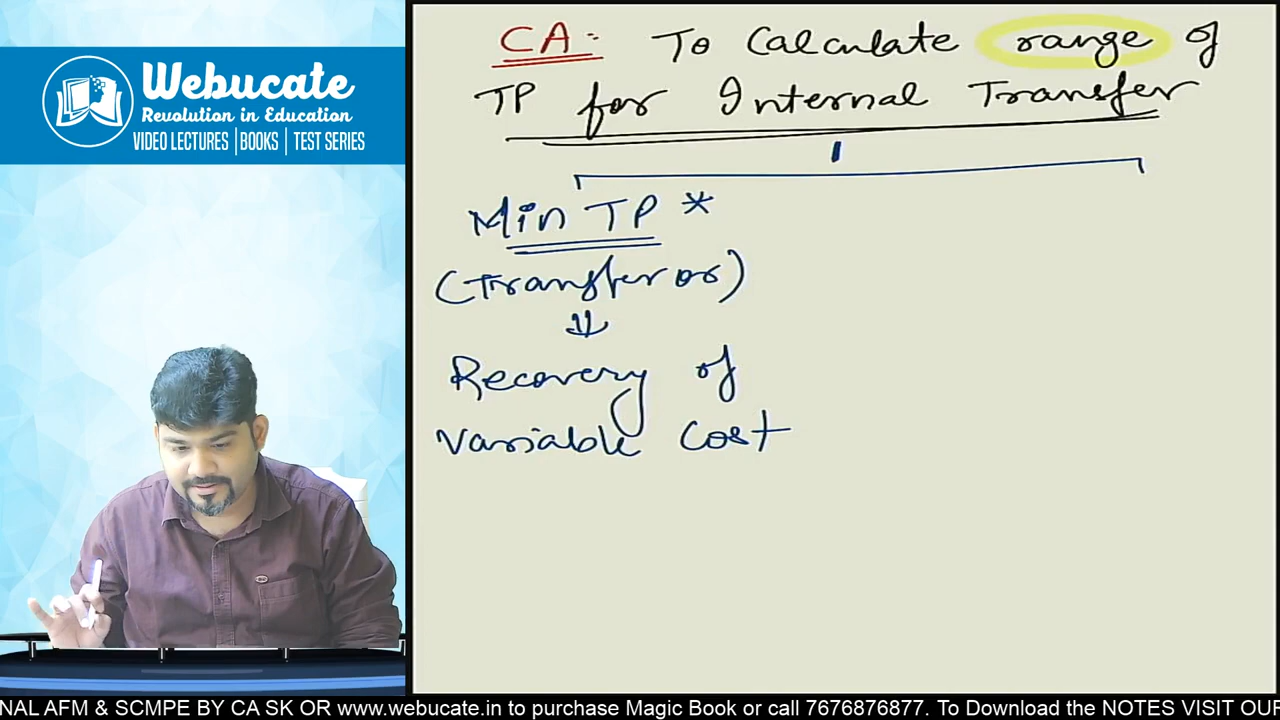 Webucate
Revolution in Education
VIDEO LECTURES | BOOKS | TEST SERIES
CA:- To Calculate range of
TP for Internal Transfer
Min TP *
(Transferor)
Recovery of
Variable Cost
NAL AFM & SCMPE BY CA SK OR www.webucate.in to purchase Magic Book or call 7676876877. To Download the NOTES VISIT OUR